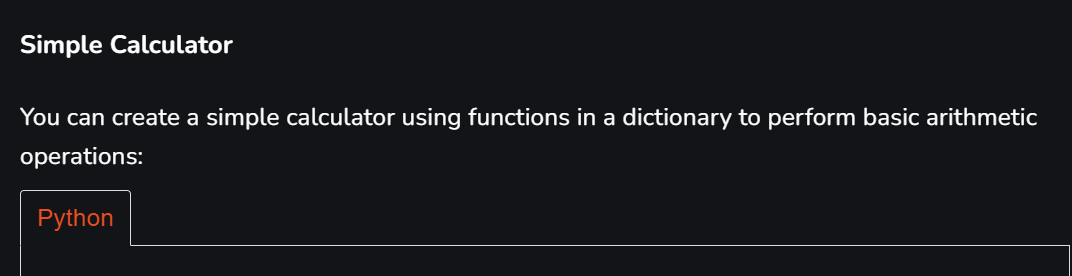 Simple Calculator
You can create a simple calculator using functions in a dictionary to perform basic arithmetic
operations:
Python